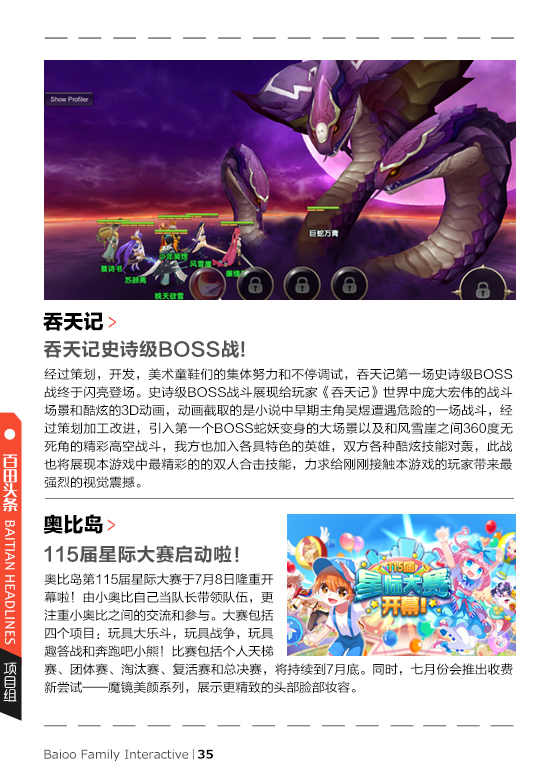 Show Profiler
巨蛇万青
少年吴煜
苏颜离
风雪崖
晓天欲雪
吞天记 >
吞天记史诗级BOSS战!
经过策划，开发，美术童鞋们的集体努力和不停调试，吞天记第一场史诗级BOSS
战终于闪亮登场。史诗级BOSS战斗展现给玩家《吞天记》世界中庞大宏伟的战斗
场景和酷炫的3D动画，动画截取的是小说中早期主角吴煜遭遇危险的一场战斗，经
过策划加工改进，引入第一个BOSS蛇妖变身的大场景以及和风雪崖之间360度无
死角的精彩高空战斗，我方也加入各具特色的英雄，双方各种酷炫技能对轰，此战
也将展现本游戏中最精彩的的双人合击技能，力求给刚刚接触本游戏的玩家带来最
强烈的视觉震撼。
百田头条 BAITIAN HEADLINES
项目组
奥比岛 >
115届星际大赛启动啦！
115届
星际大赛
开幕!
奥比岛第115届星际大赛于7月8日隆重开
幕啦！由小奥比自己当队长带领队伍，更
注重小奥比之间的交流和参与。大赛包括
四个项目；玩具大乐斗，玩具战争，玩具
趣答战和奔跑吧小熊！比赛包括个人天梯
赛、团体赛、淘汰赛、复活赛和总决赛，将持续到7月底。同时，七月份会推出收费
新尝试——魔镜美颜系列，展示更精致的头部脸部妆容。
Baioo Family Interactive | 35